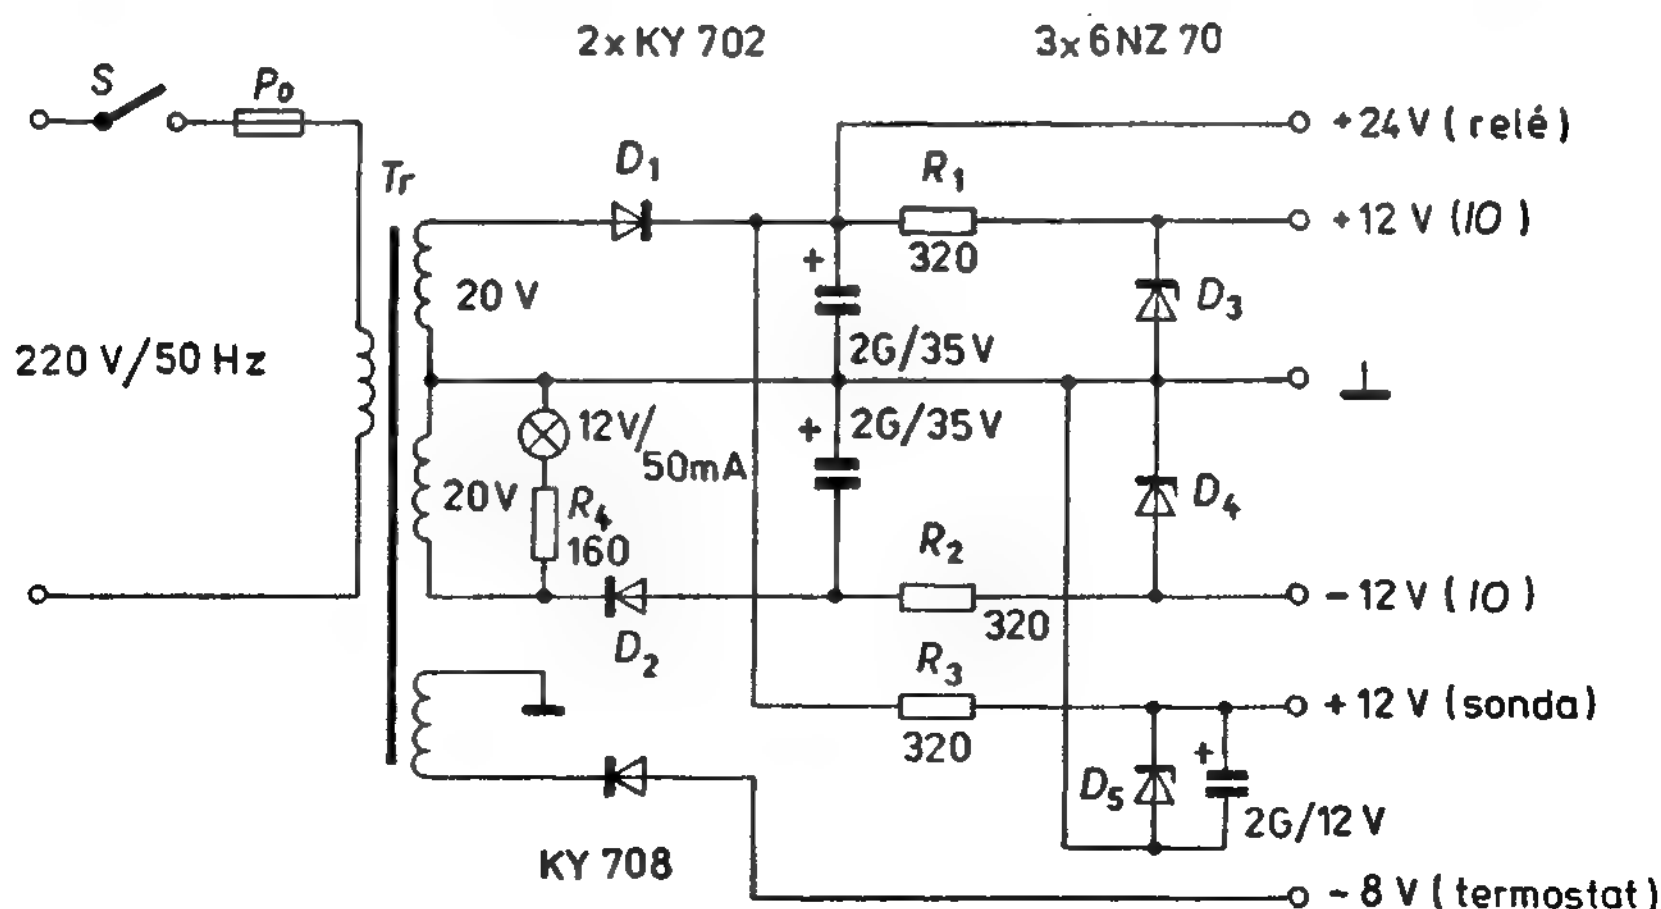 2x KY 702
3x 6NZ 70
S
Po
+ 24 V ( relé )
D1
R1
Tr
+ 12 V ( IO )
+
320
20 V
D3
220 V/50 Hz
2G/35 V
12V/
50mA
+
2G/35 V
20V
R4
160
D4
R2
- 12 V ( IO )
320
D2
R3
+ 12 V ( sonda )
320
+
D5
2G/12 V
KY 708
- 8 V ( termostat )